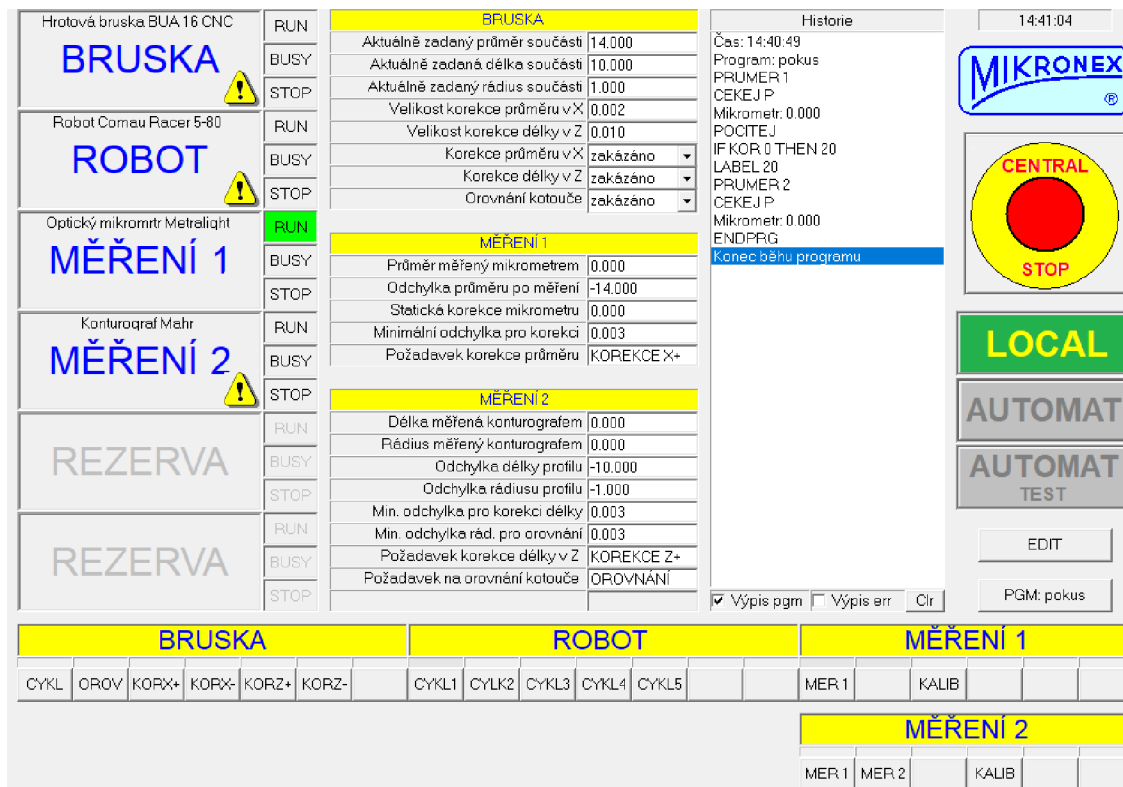 Hrotová bruska BUA 16 CNC
BRUSKA
RUN
BUSY
STOP
Robot Comau Racer 5-80
ROBOT
RUN
BUSY
STOP
Optický mikromrtr Metralight
MĚŘENÍ 1
RUN
BUSY
STOP
Konturograf Mahr
MĚŘENÍ 2
RUN
BUSY
STOP
REZERVA
RUN
BUSY
STOP
REZERVA
RUN
BUSY
STOP
BRUSKA
Aktuálně zadaný průměr součásti 14.000
Aktuálně zadaná délka součásti 10.000
Aktuálně zadaný rádius součásti 1.000
Velikost korekce průměru v X 0.002
Velikost korekce délky v Z 0.010
Korekce průměru v X zakázáno
Korekce délky v Z zakázáno
Orovnání kotouče zakázáno
MĚŘENÍ 1
Průměr měřený mikrometrem 0.000
Odchylka průměru po měření -14.000
Statická korekce mikrometru 0.000
Minimální odchylka pro korekci 0.003
Požadavek korekce průměru KOREKCE X+
MĚŘENÍ 2
Délka měřená konturografem 0.000
Rádius měřený konturografem 0.000
Odchylka délky profilu -10.000
Odchylka rádiusu profilu -1.000
Min. odchylka pro korekci délky 0.003
Min. odchylka rád. pro orovnání 0.003
Požadavek korekce délky v Z KOREKCE Z+
Požadavek na orovnání kotouče OROVNÁNÍ
Historie
Čas: 14:40:49
Program: pokus
PRUMER 1
CEKEJ P
Mikrometr: 0.000
POCITEJ
IF KOR 0 THEN 20
LABEL 20
PRUMER 2
CEKEJ P
Mikrometr: 0.000
ENDPRG
Konec běhu programu
Výpis pgm Výpis err Clr
14:41:04
MIKRONEX
®
CENTRAL
STOP
LOCAL
AUTOMAT
AUTOMAT
TEST
EDIT
PGM: pokus
BRUSKA
CYKL OROV KORX+ KORX- KORZ+ KORZ-
ROBOT
CYKL1 CYLK2 CYKL3 CYKL4 CYKL5
MĚŘENÍ 1
MER 1 KALIB
MĚŘENÍ 2
MER 1 MER 2 KALIB